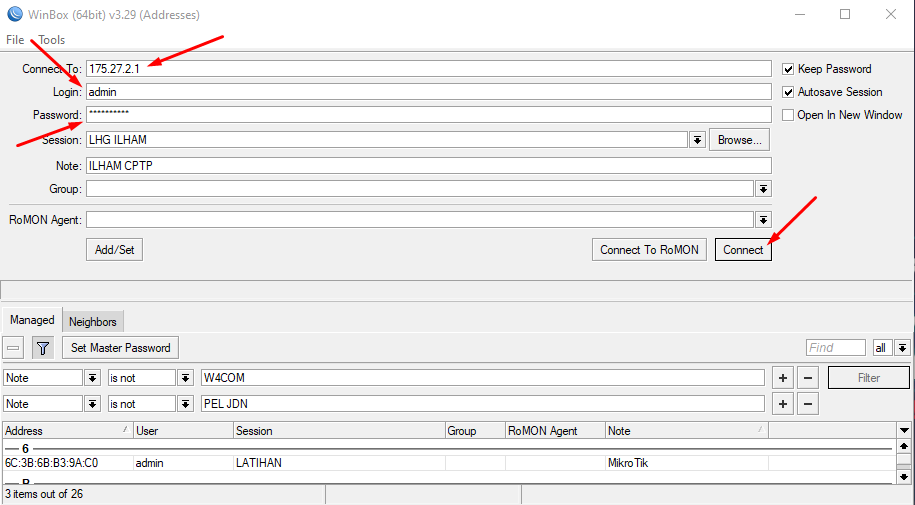 WinBox (64bit) v3.29 (Addresses)
File Tools
Connect To: 175.27.2.1
Keep Password
Login: admin
Autosave Session
Password: **********
Open In New Window
Session: LHG ILHAM Browse...
Note: ILHAM CPTP
Group:
RoMON Agent:
Add/Set Connect To RoMON Connect
Managed Neighbors
Set Master Password Find all
Note is not W4COM + − Filter
Note is not PEL JDN + −
Address / User Session Group RoMON Agent Note /
6
6C:3B:6B:B3:9A:C0 admin LATIHAN MikroTik
3 items out of 26